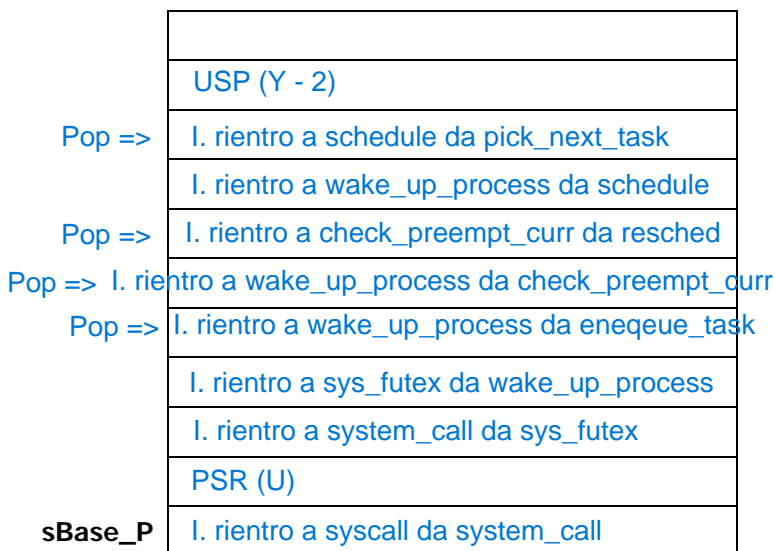 USP (Y - 2)
Pop => I. rientro a schedule da pick_next_task
I. rientro a wake_up_process da schedule
Pop => I. rientro a check_preempt_curr da resched
Pop => I. rientro a wake_up_process da check_preempt_curr
Pop => I. rientro a wake_up_process da eneqeue_task
I. rientro a sys_futex da wake_up_process
I. rientro a system_call da sys_futex
PSR (U)
sBase_P I. rientro a syscall da system_call